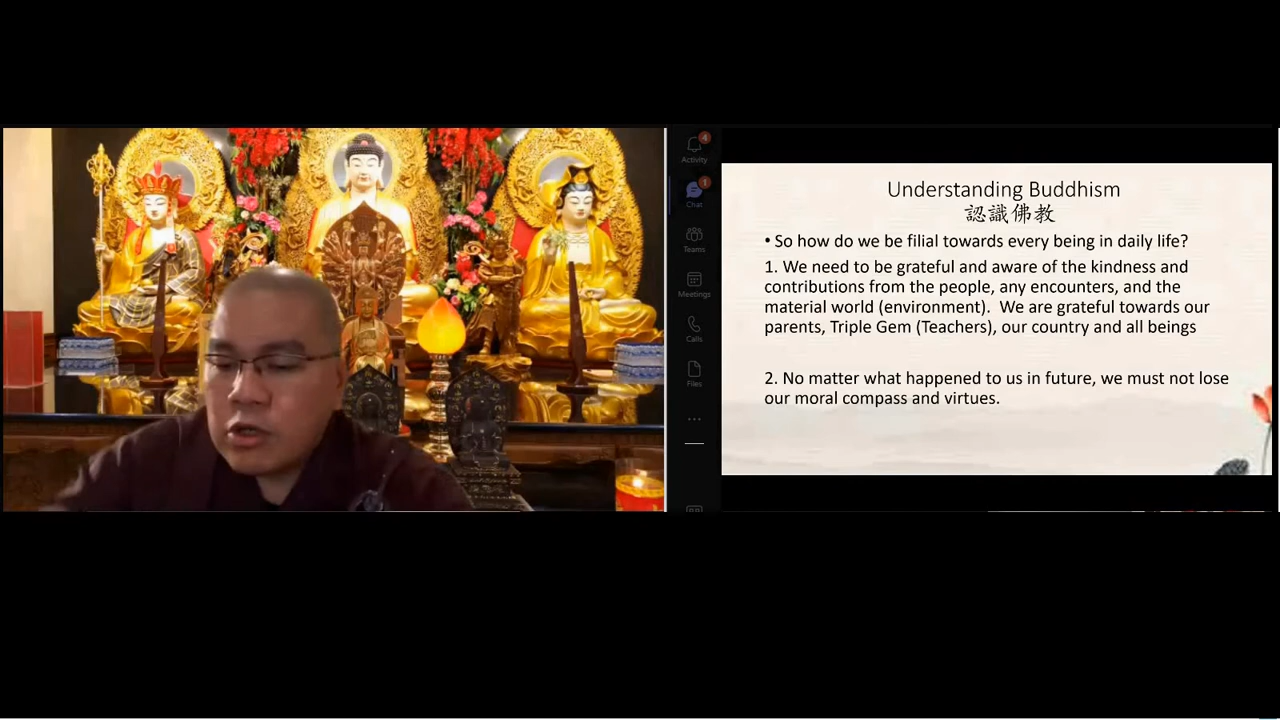 4
Activity
1
Chat
Teams
Meetings
Calls
Files
Understanding Buddhism
認識佛教
• So how do we be filial towards every being in daily life?
1. We need to be grateful and aware of the kindness and
contributions from the people, any encounters, and the
material world (environment).  We are grateful towards our
parents, Triple Gem (Teachers), our country and all beings
2. No matter what happened to us in future, we must not lose
our moral compass and virtues.